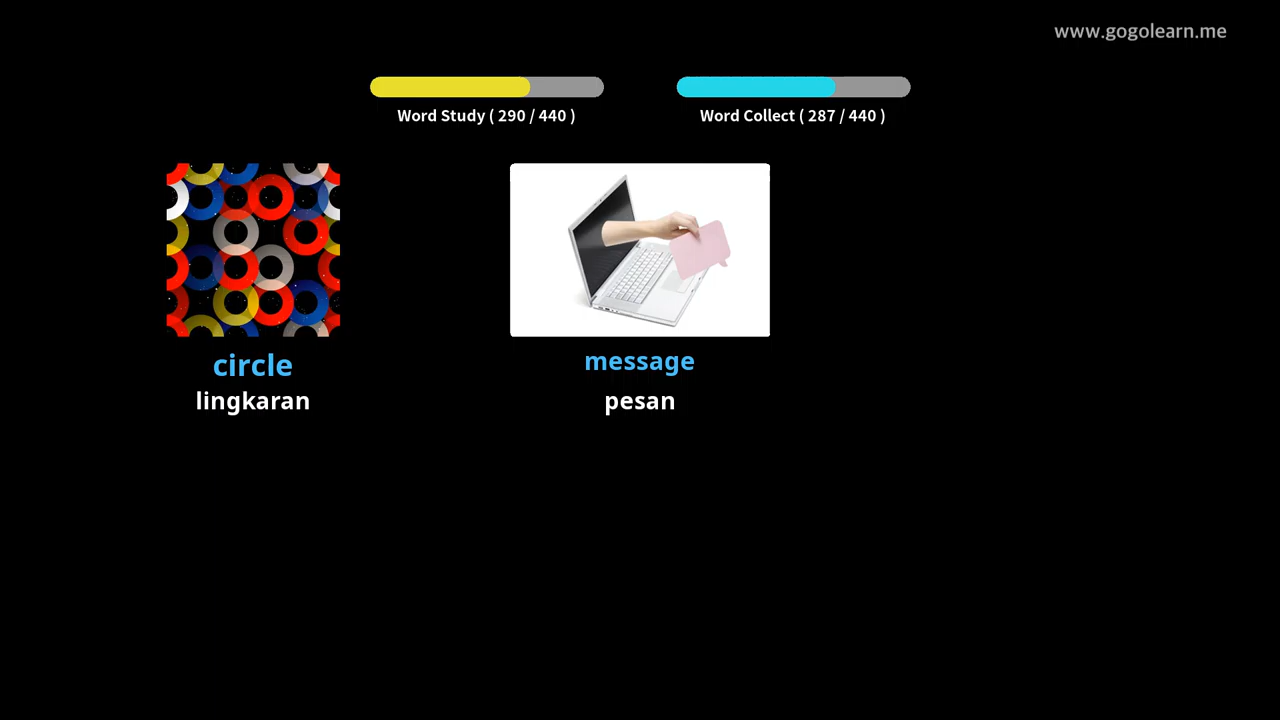 www.gogolearn.me
Word Study ( 290 / 440 )
Word Collect ( 287 / 440 )
circle
lingkaran
message
pesan